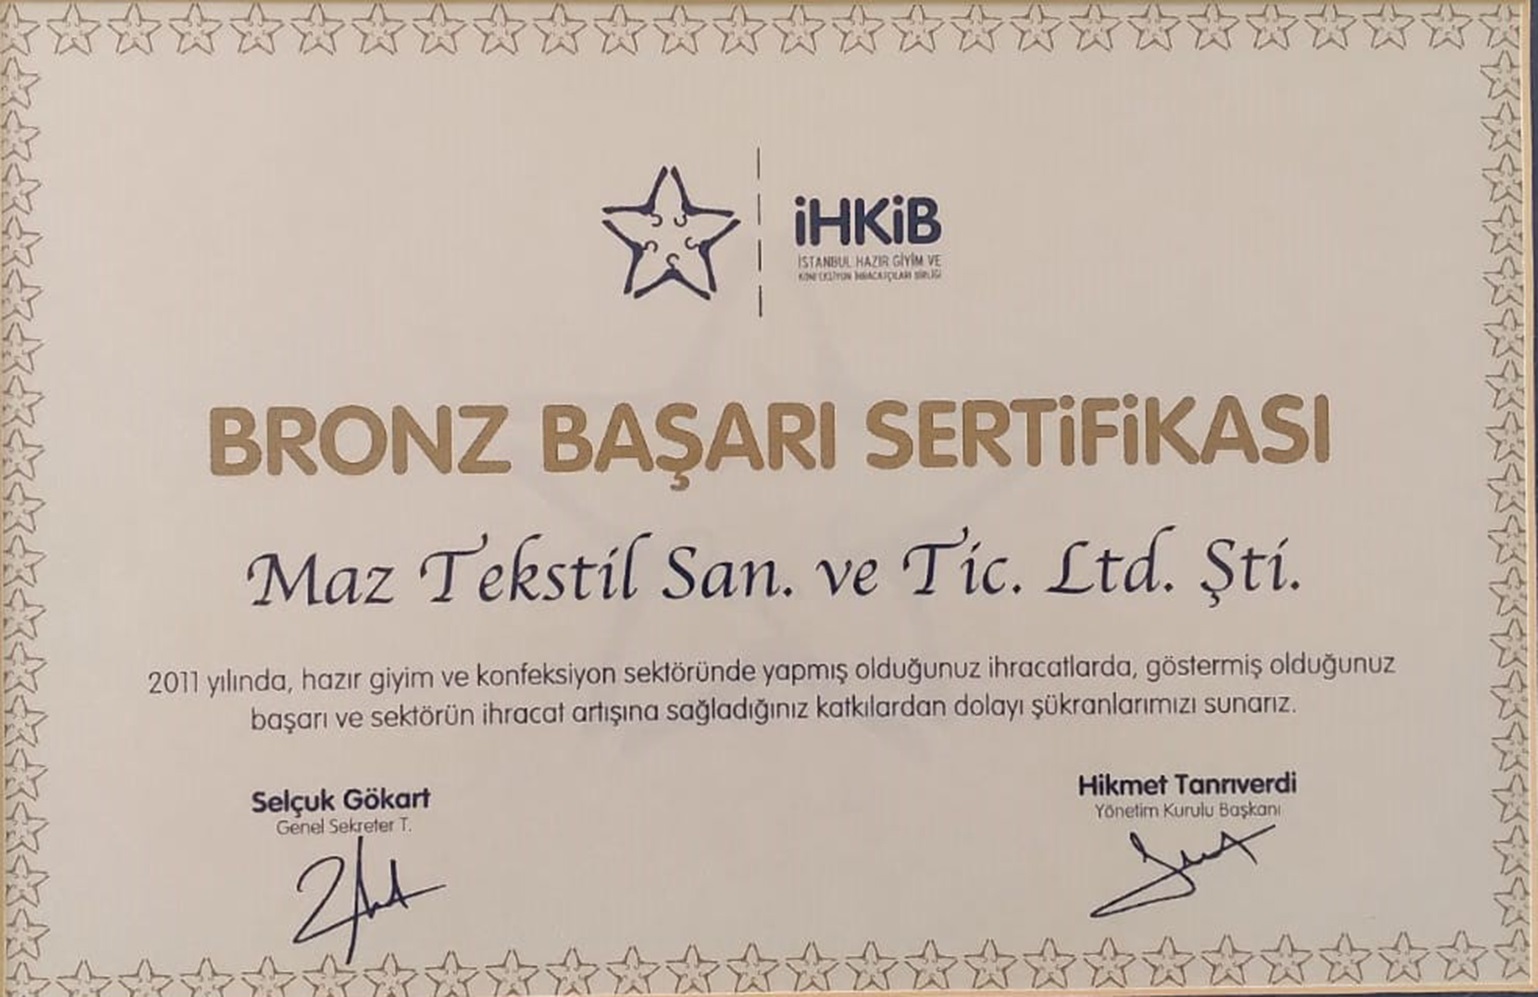 iHKiB
İSTANBUL HAZIR GİYİM VE
KONFEKSİYON İHRACATÇILARI BİRLİĞİ
BRONZ BAŞARI SERTİFİKASI
Maz Tekstil San. ve Tic. Ltd. Şti.
2011 yılında, hazır giyim ve konfeksiyon sektöründe yapmış olduğunuz ihracatlarda, göstermiş olduğunuz
başarı ve sektörün ihracat artışına sağladığınız katkılardan dolayı şükranlarımızı sunarız.
Selçuk Gökart
Genel Sekreter T.
Hikmet Tanrıverdi
Yönetim Kurulu Başkanı